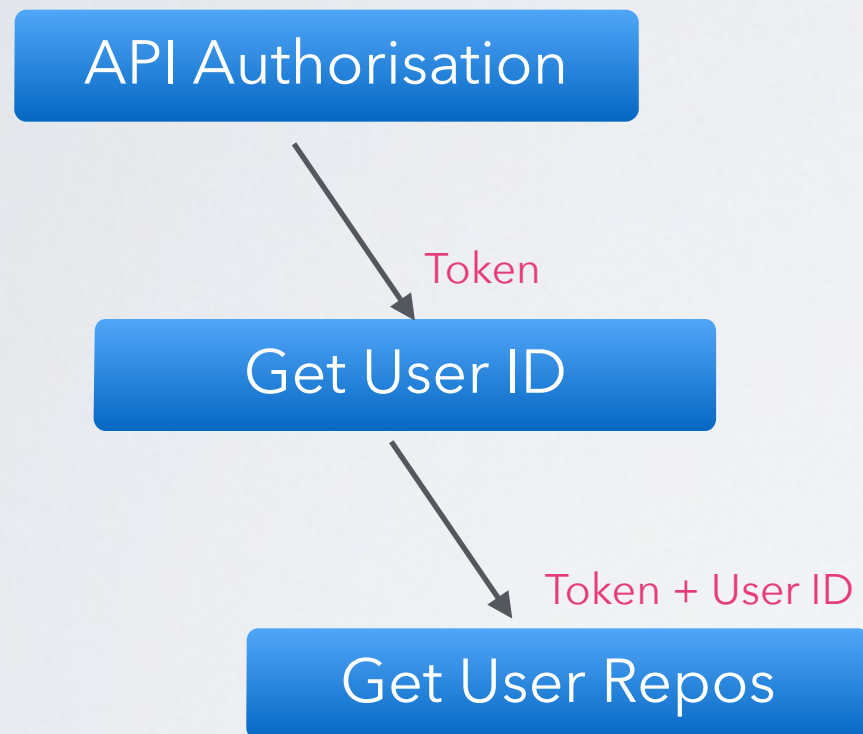 API Authorisation
Token
Get User ID
Token + User ID
Get User Repos